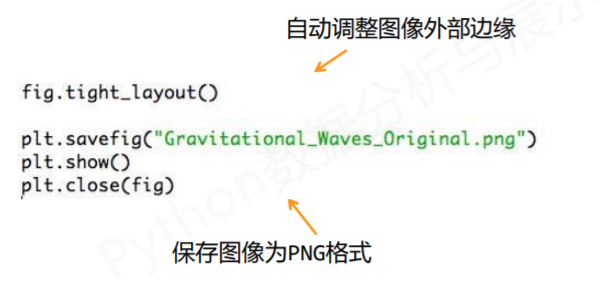 自动调整图像外部边缘
fig.tight_layout()
plt.savefig("Gravitational_Waves_Original.png")
plt.show()
plt.close(fig)
保存图像为PNG格式
Python数据分析与展示